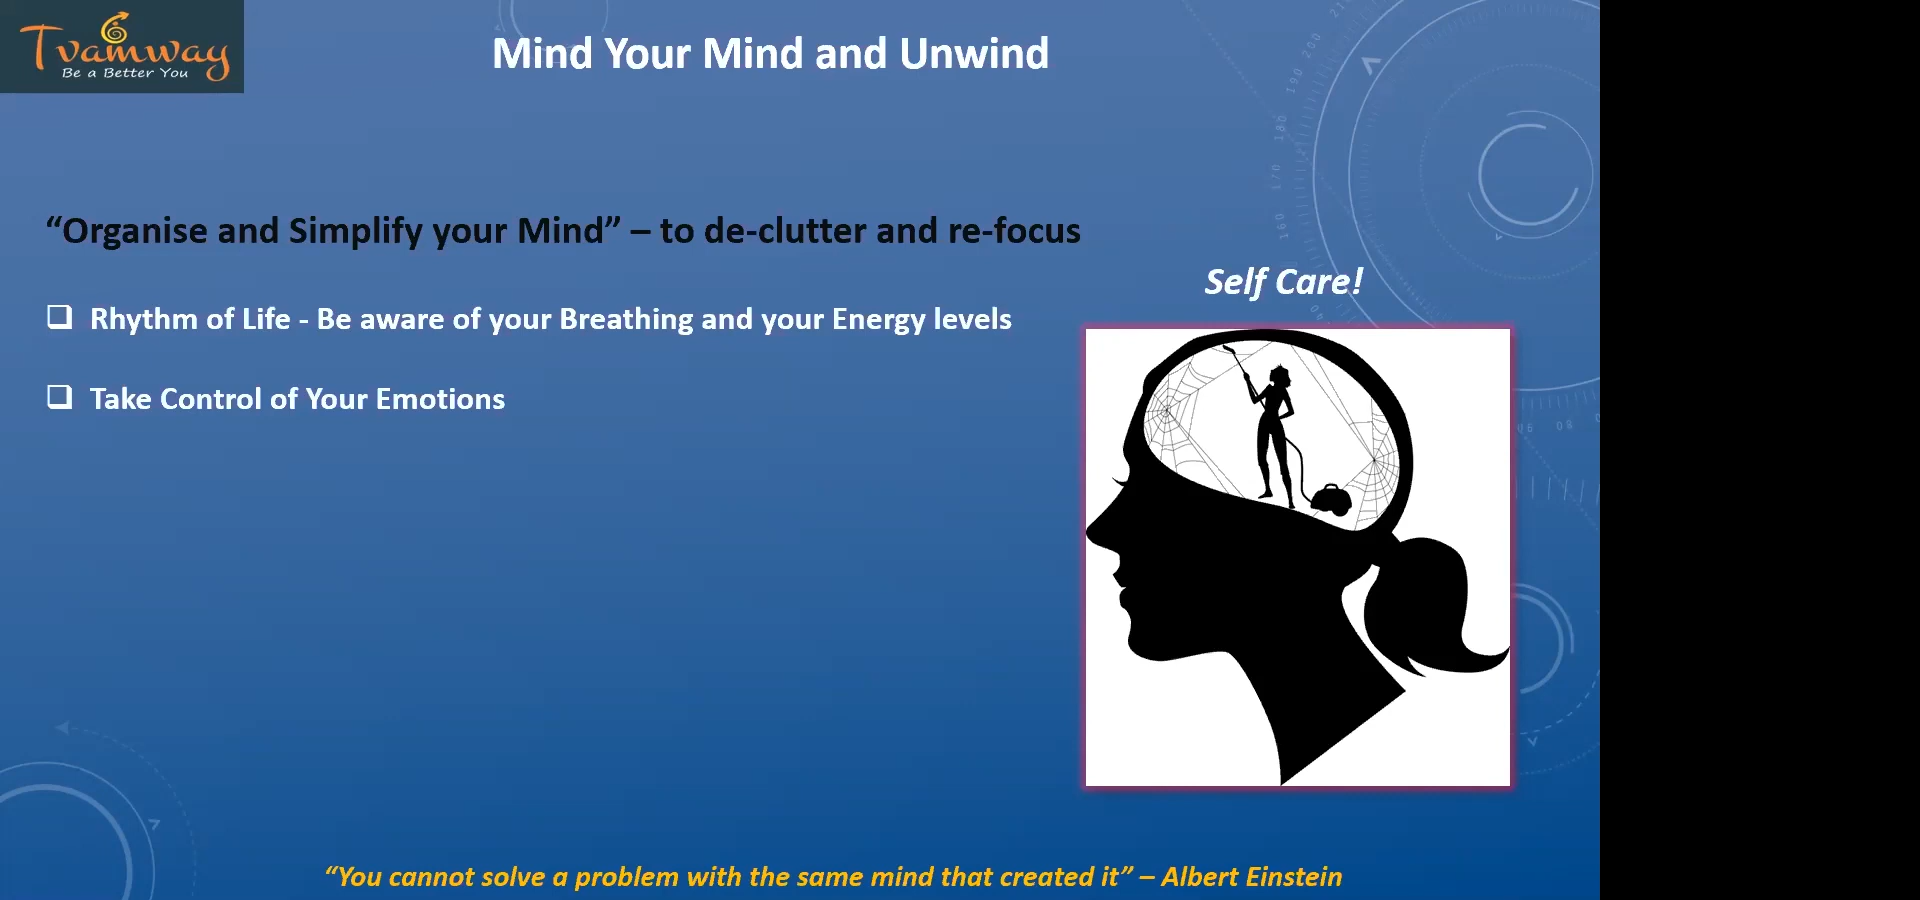 Tvamway
Be a Better You
Mind Your Mind and Unwind
“Organise and Simplify your Mind” – to de-clutter and re-focus
Self Care!
❑ Rhythm of Life - Be aware of your Breathing and your Energy levels
❑ Take Control of Your Emotions
“You cannot solve a problem with the same mind that created it” – Albert Einstein